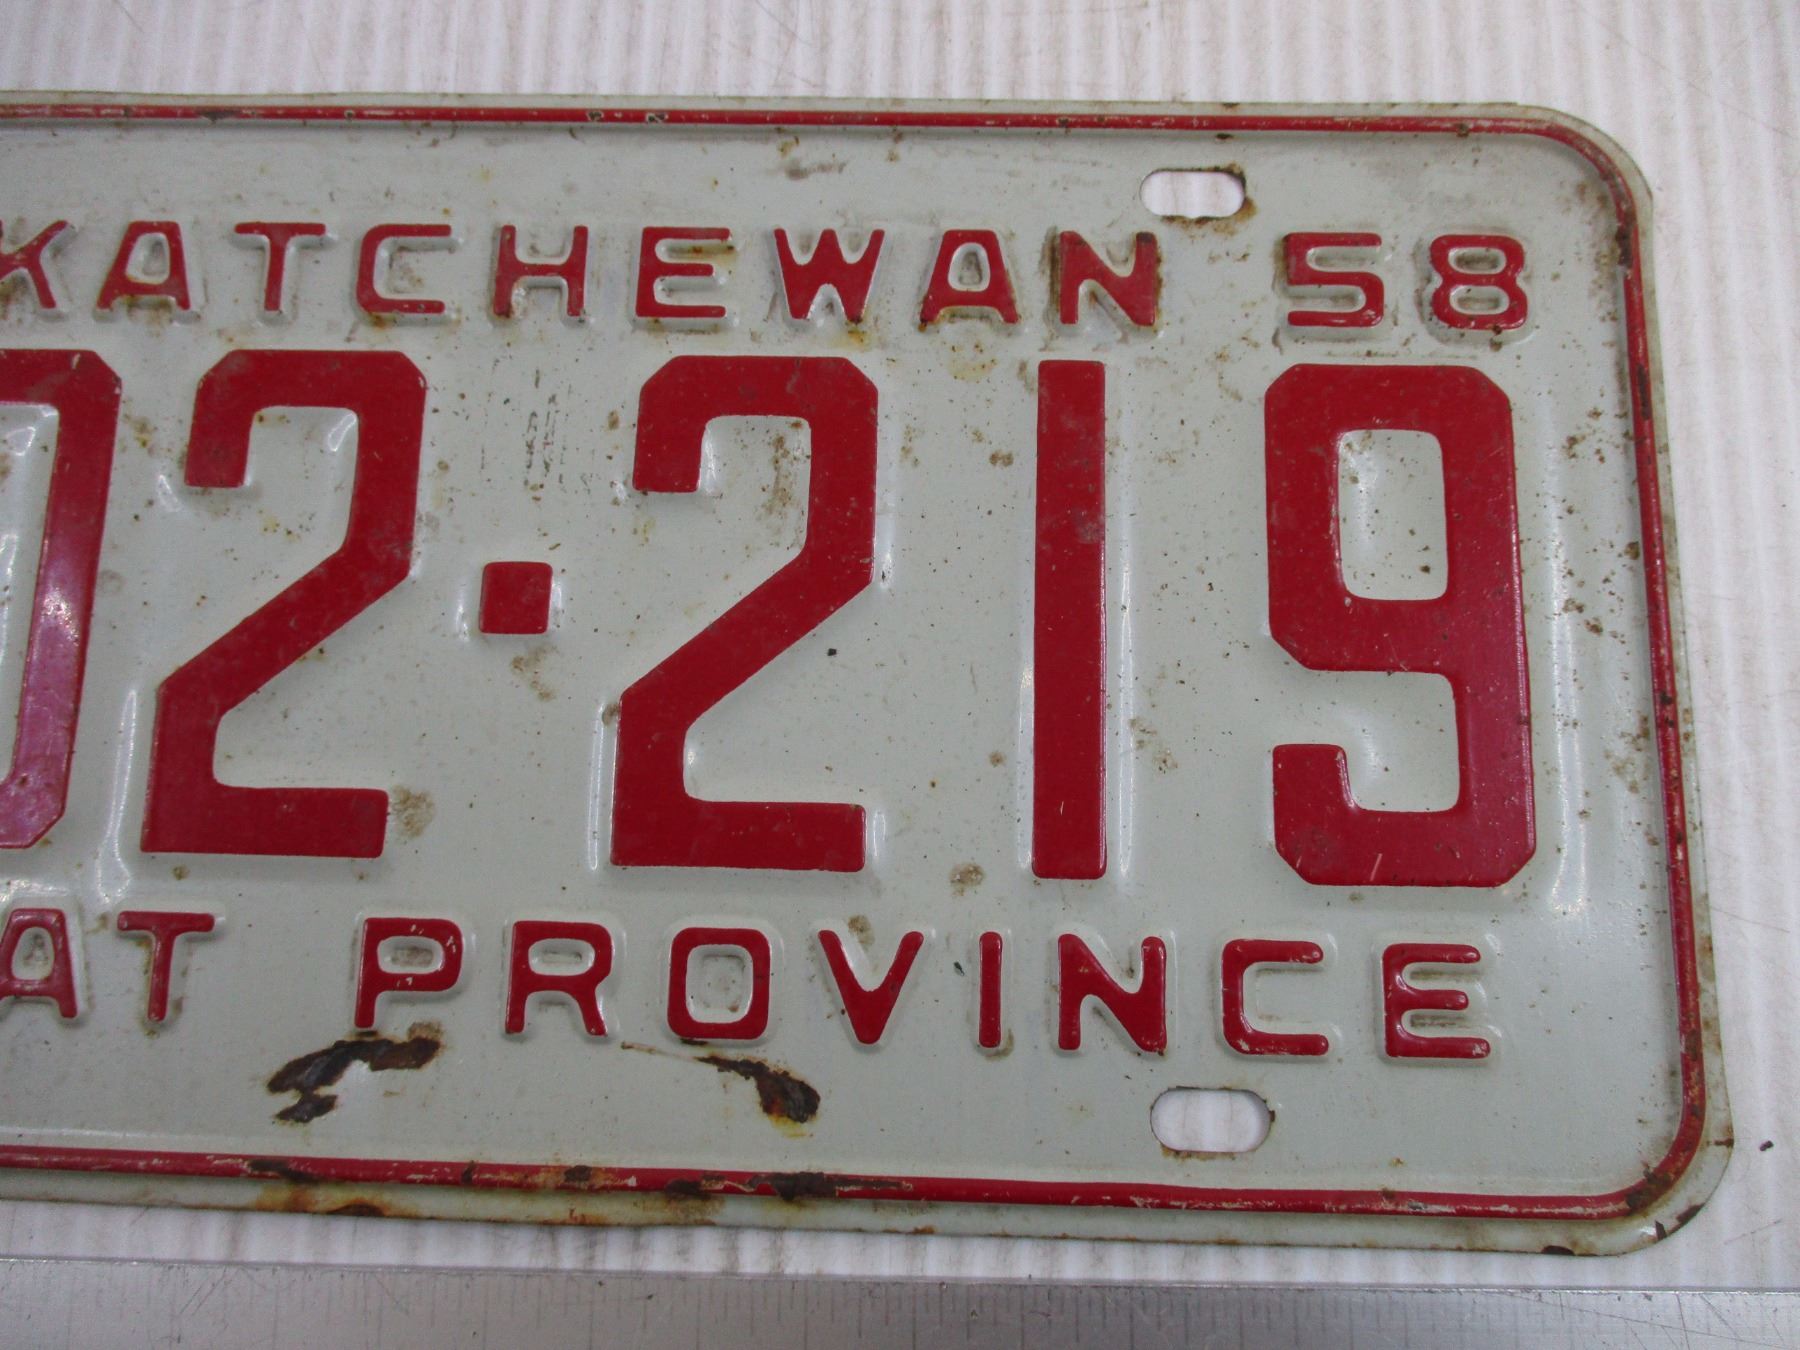 KATCHEWAN 58
02·219
AT PROVINCE